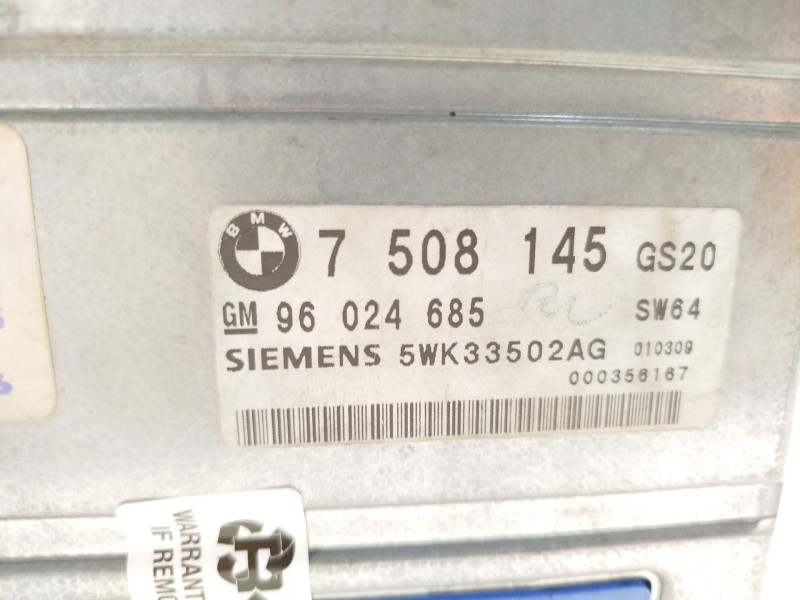 BMW
7 508 145 GS20
GM 96 024 685 SW64
SIEMENS 5WK33502AG 010309
000356167
WARRANT
IF REMO